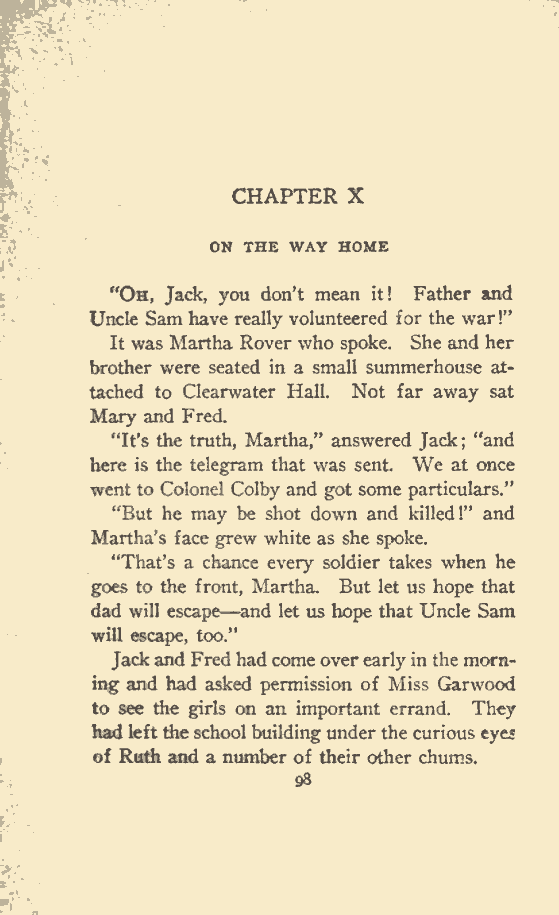 CHAPTER X
ON THE WAY HOME
"OH, Jack, you don't mean it! Father and
Uncle Sam have really volunteered for the war!"
It was Martha Rover who spoke. She and her
brother were seated in a small summerhouse at-
tached to Clearwater Hall. Not far away sat
Mary and Fred.
"It's the truth, Martha," answered Jack; "and
here is the telegram that was sent. We at once
went to Colonel Colby and got some particulars."
"But he may be shot down and killed!" and
Martha's face grew white as she spoke.
"That's a chance every soldier takes when he
goes to the front, Martha. But let us hope that
dad will escape—and let us hope that Uncle Sam
will escape, too."
Jack and Fred had come over early in the morn-
ing and had asked permission of Miss Garwood
to see the girls on an important errand. They
had left the school building under the curious eyes
of Ruth and a number of their other chums.
98